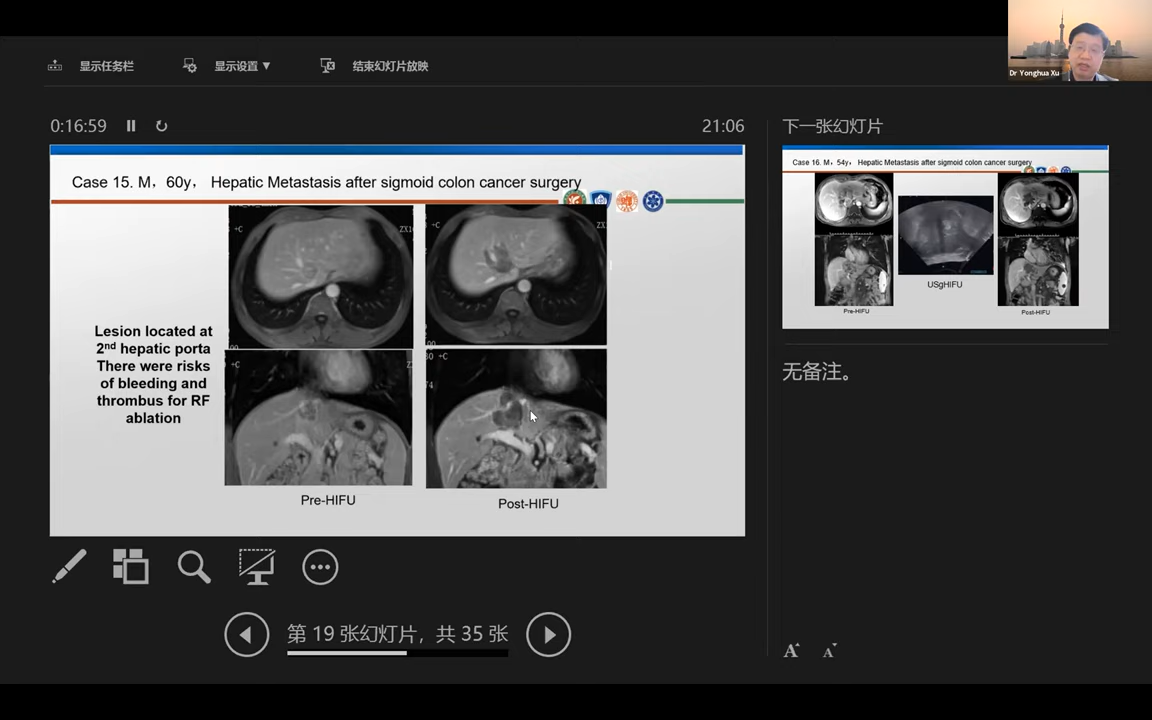 Dr Yonghua Xu
显示任务栏
显示设置 ▼
结束幻灯片放映
0:16:59
21:06
下一张幻灯片
Case 15. M，60y， Hepatic Metastasis after sigmoid colon cancer surgery
+C
ZX1
+C
ZX
Lesion located at
2nd hepatic porta
There were risks
of bleeding and
thrombus for RF
ablation
+C
Z
80 +C
74
Pre-HIFU
Post-HIFU
Case 16. M，54y， Hepatic Metastasis after sigmoid colon cancer surgery
USgHIFU
Pre-HIFU
Post-HIFU
无备注。
第 19 张幻灯片，共 35 张
A
A